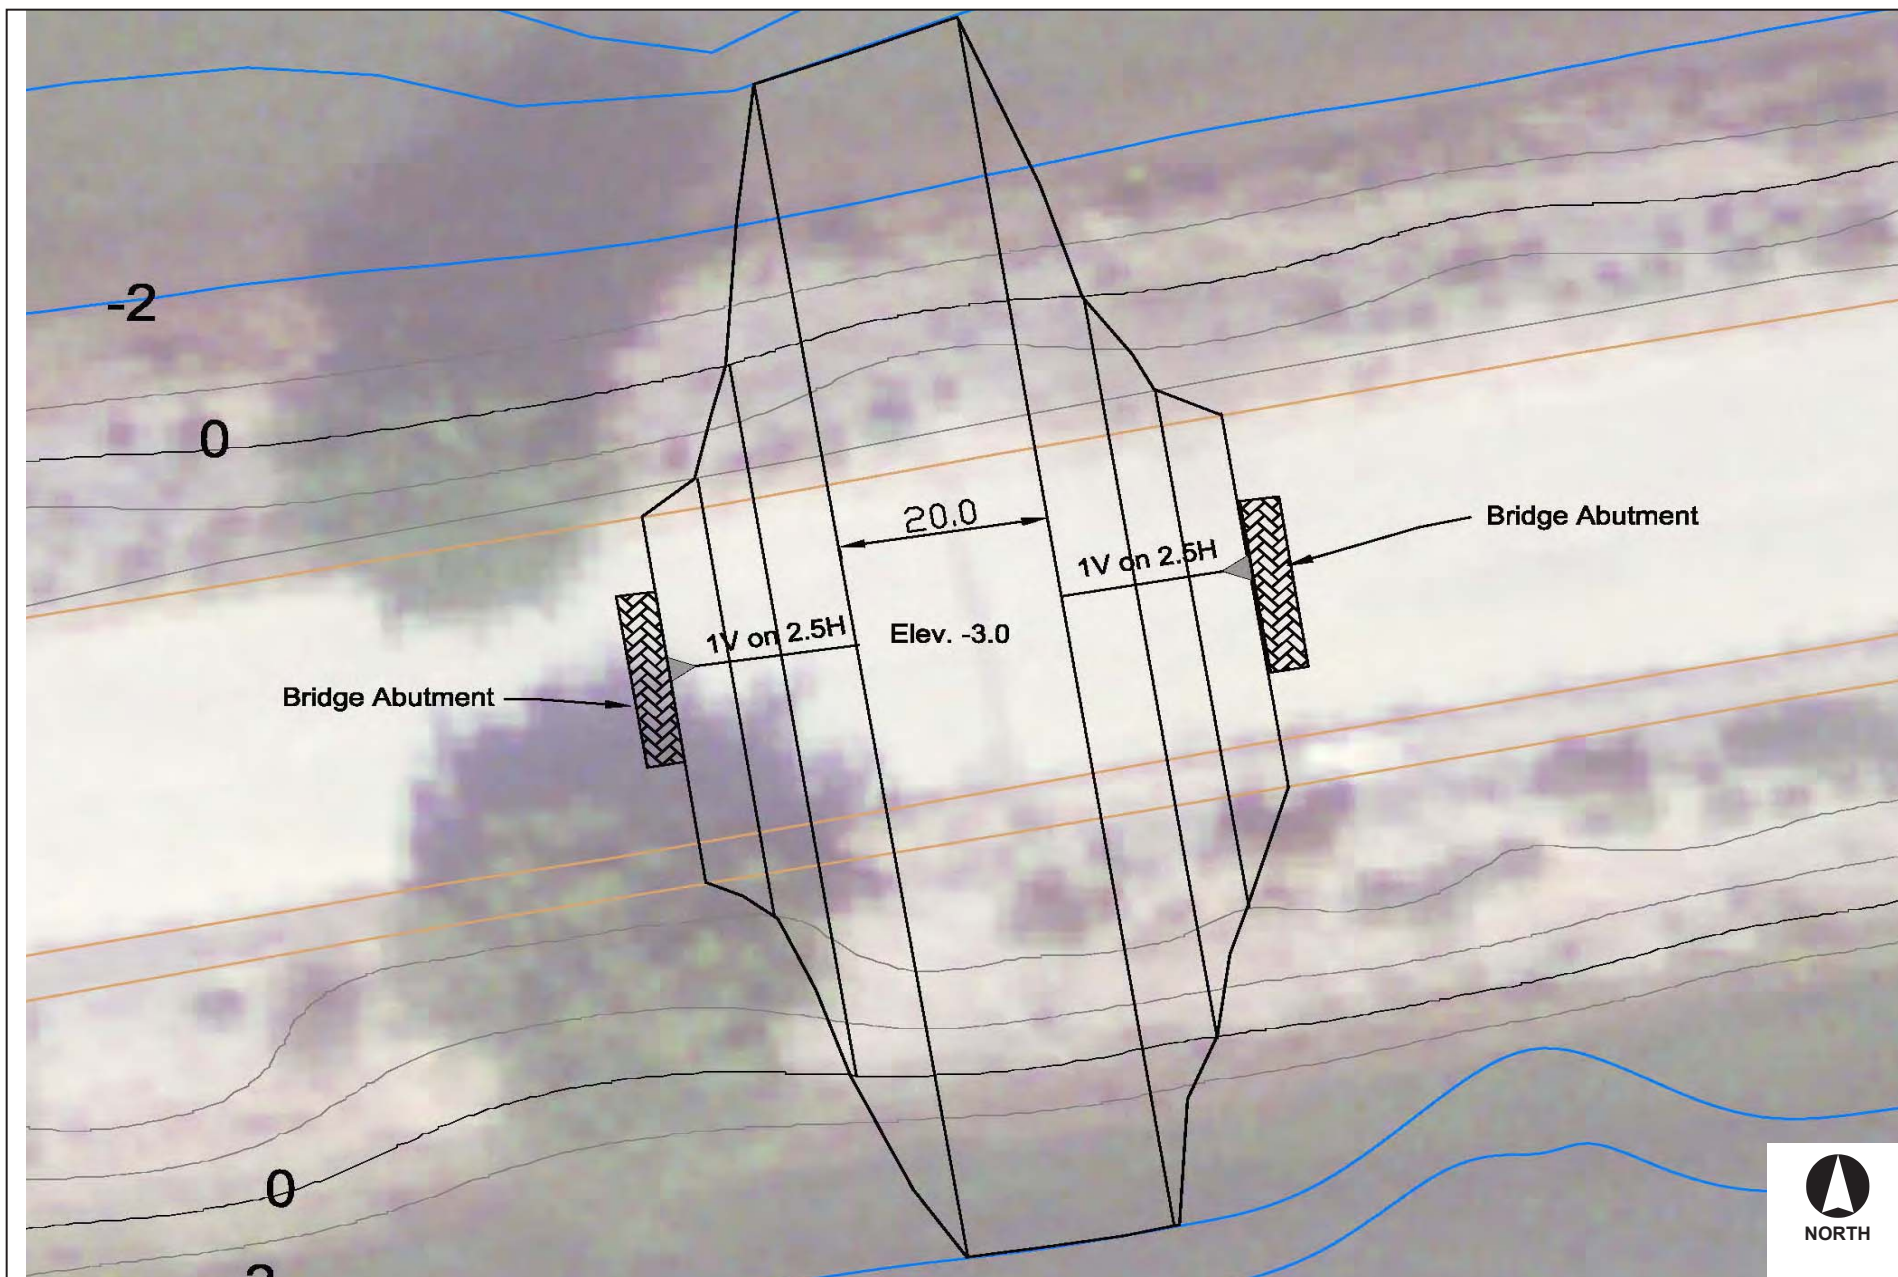 -2
0
20.0
Bridge Abutment
1V on 2.5H
1V on 2.5H
Elev. -3.0
Bridge Abutment
0
NORTH